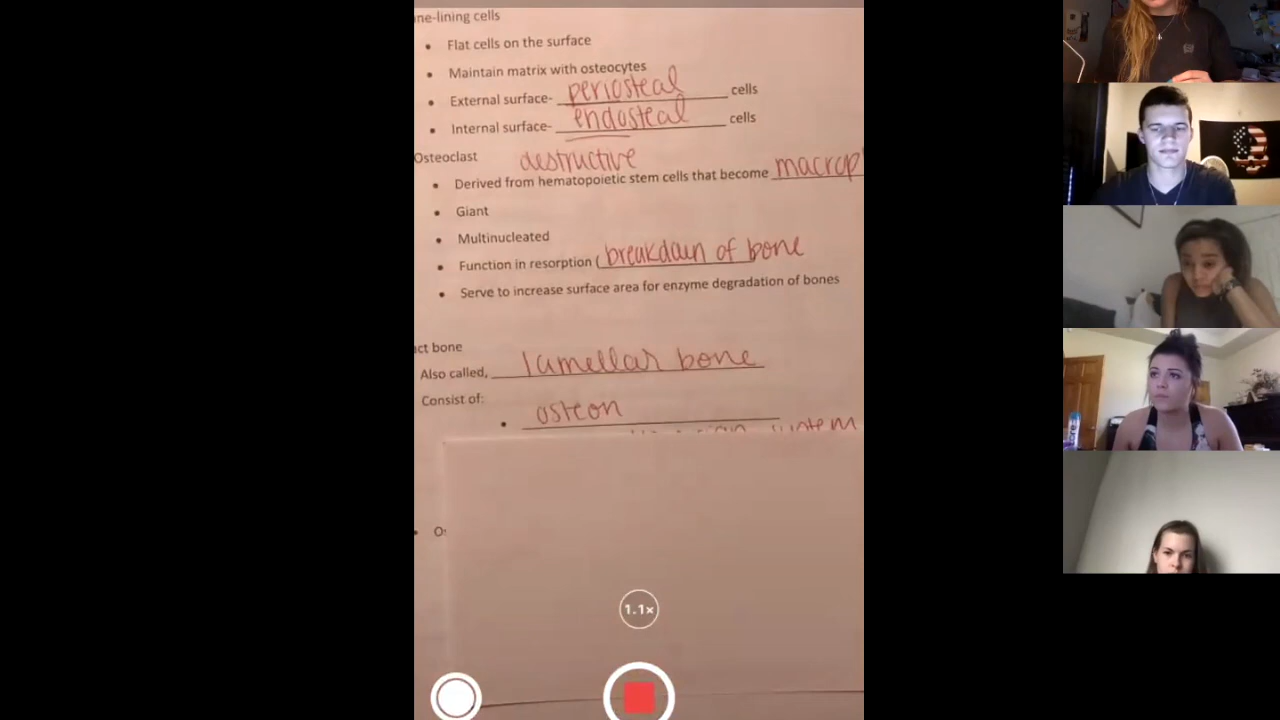 ne-lining cells
• Flat cells on the surface
• Maintain matrix with osteocytes
• External surface- periosteal cells
• Internal surface- endosteal cells
Osteoclast destructive
• Derived from hematopoietic stem cells that become macrop
• Giant
• Multinucleated
• Function in resorption (breakdown of bone
• Serve to increase surface area for enzyme degradation of bones
ct bone
Also called, lamellar bone
Consist of:
• osteon
system
• O
1.1x